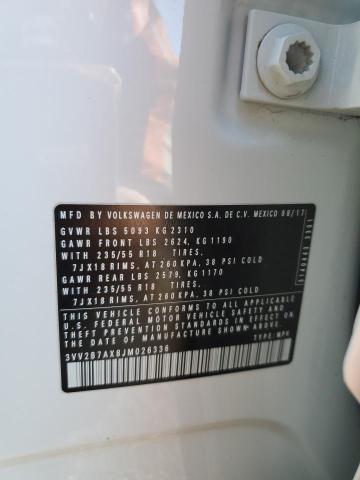 MFD. BY VOLKSWAGEN DE MEXICO S.A. DE C.V. MEXICO 08/17
GVWR LBS 5093 KG 2310
GAWR FRONT LBS 2624, KG 1190
WITH 235/55 R18 TIRES,
7JX18 RIMS, AT 260 KPA, 38 PSI COLD
GAWR REAR LBS 2579, KG 1170
WITH 235/55 R18 TIRES,
7JX18 RIMS, AT 260 KPA, 38 PSI COLD
THIS VEHICLE CONFORMS TO ALL APPLICABLE
U.S. FEDERAL MOTOR VEHICLE SAFETY, BUMPER, AND
THEFT PREVENTION STANDARDS IN EFFECT ON THE
DATE OF MANUFACTURE SHOWN ABOVE.
3VV2B7AX8JM026336 TYPE: MPV